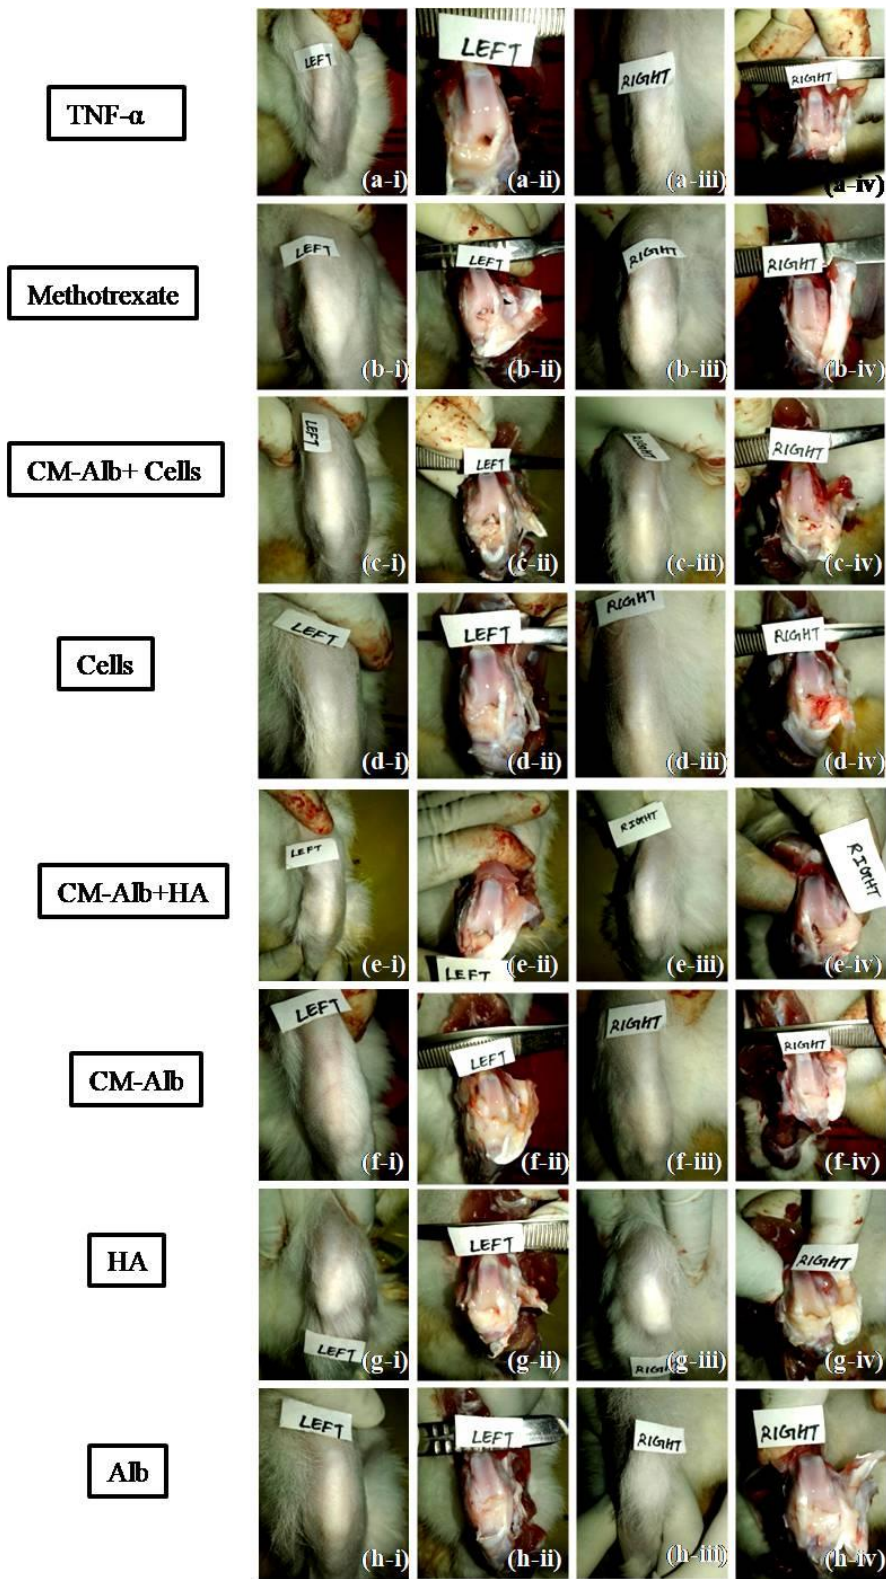 LEFT
LEFT
RIGHT
RIGHT
TNF-α
(a-i)
(a-ii)
(a-iii)
(a-iv)
LEFT
LEFT
RIGHT
RIGHT
Methotrexate
(b-i)
(b-ii)
(b-iii)
(b-iv)
LEFT
LEFT
RIGHT
RIGHT
CM-Alb+ Cells
(c-i)
(c-ii)
(c-iii)
(c-iv)
LEFT
LEFT
RIGHT
RIGHT
Cells
(d-i)
(d-ii)
(d-iii)
(d-iv)
LEFT
RIGHT
RIGHT
CM-Alb+HA
LEFT
(e-i)
(e-ii)
(e-iii)
(e-iv)
LEFT
LEFT
RIGHT
RIGHT
CM-Alb
(f-i)
(f-ii)
(f-iii)
(f-iv)
LEFT
RIGHT
HA
LEFT
(g-i)
(g-ii)
(g-iii)
(g-iv)
LEFT
LEFT
RIGHT
RIGHT
Alb
(h-i)
(h-ii)
(h-iii)
(h-iv)